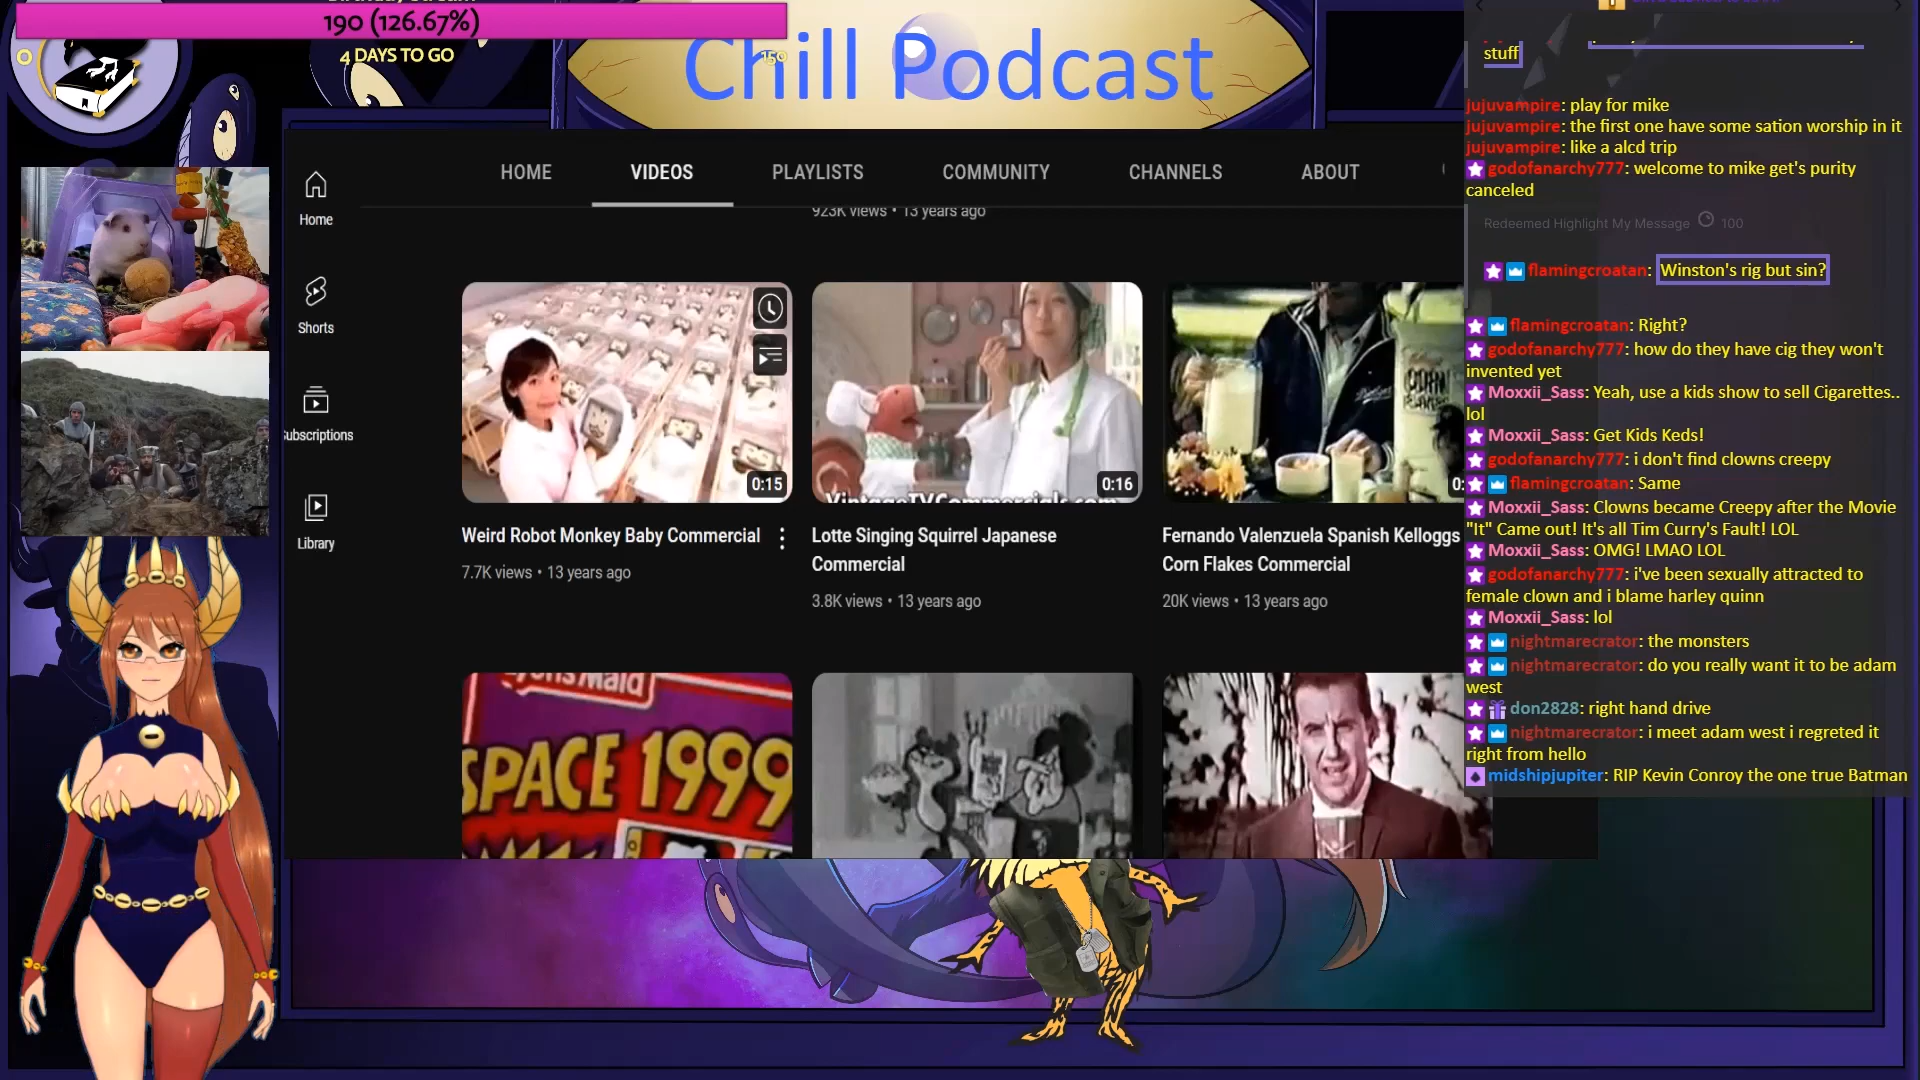 190 (126.67%)
4 DAYS TO GO
150
Chill Podcast
HOME
VIDEOS
PLAYLISTS
COMMUNITY
CHANNELS
ABOUT
Home
Shorts
Subscriptions
Library
923K views • 13 years ago
0:15
0:16
0:
VintageTVCommercials.com
Weird Robot Monkey Baby Commercial
7.7K views • 13 years ago
Lotte Singing Squirrel Japanese
Commercial
3.8K views • 13 years ago
Fernando Valenzuela Spanish Kelloggs
Corn Flakes Commercial
20K views • 13 years ago
SPACE 1999
stuff
jujuvampire: play for mike
jujuvampire: the first one have some sation worship in it
jujuvampire: like a alcd trip
godofanarchy777: welcome to mike get's purity
canceled
Redeemed Highlight My Message 100
flamingcroatan: Winston's rig but sin?
flamingcroatan: Right?
godofanarchy777: how do they have cig they won't
invented yet
Moxxii_Sass: Yeah, use a kids show to sell Cigarettes..
lol
Moxxii_Sass: Get Kids Keds!
godofanarchy777: i don't find clowns creepy
flamingcroatan: Same
Moxxii_Sass: Clowns became Creepy after the Movie
"It" Came out! It's all Tim Curry's Fault! LOL
Moxxii_Sass: OMG! LMAO LOL
godofanarchy777: i've been sexually attracted to
female clown and i blame harley quinn
Moxxii_Sass: lol
nightmarecrator: the monsters
nightmarecrator: do you really want it to be adam
west
don2828: right hand drive
nightmarecrator: i meet adam west i regreted it
right from hello
midshipjupiter: RIP Kevin Conroy the one true Batman